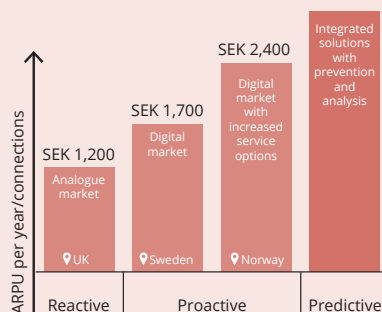 ARPU per year/connections
SEK 1,200
Analogue
market
UK
SEK 1,700
Digital
market
Sweden
SEK 2,400
Digital
market
with
increased
service
options
Norway
Integrated
solutions
with
prevention
and
analysis
Reactive
Proactive
Predictive